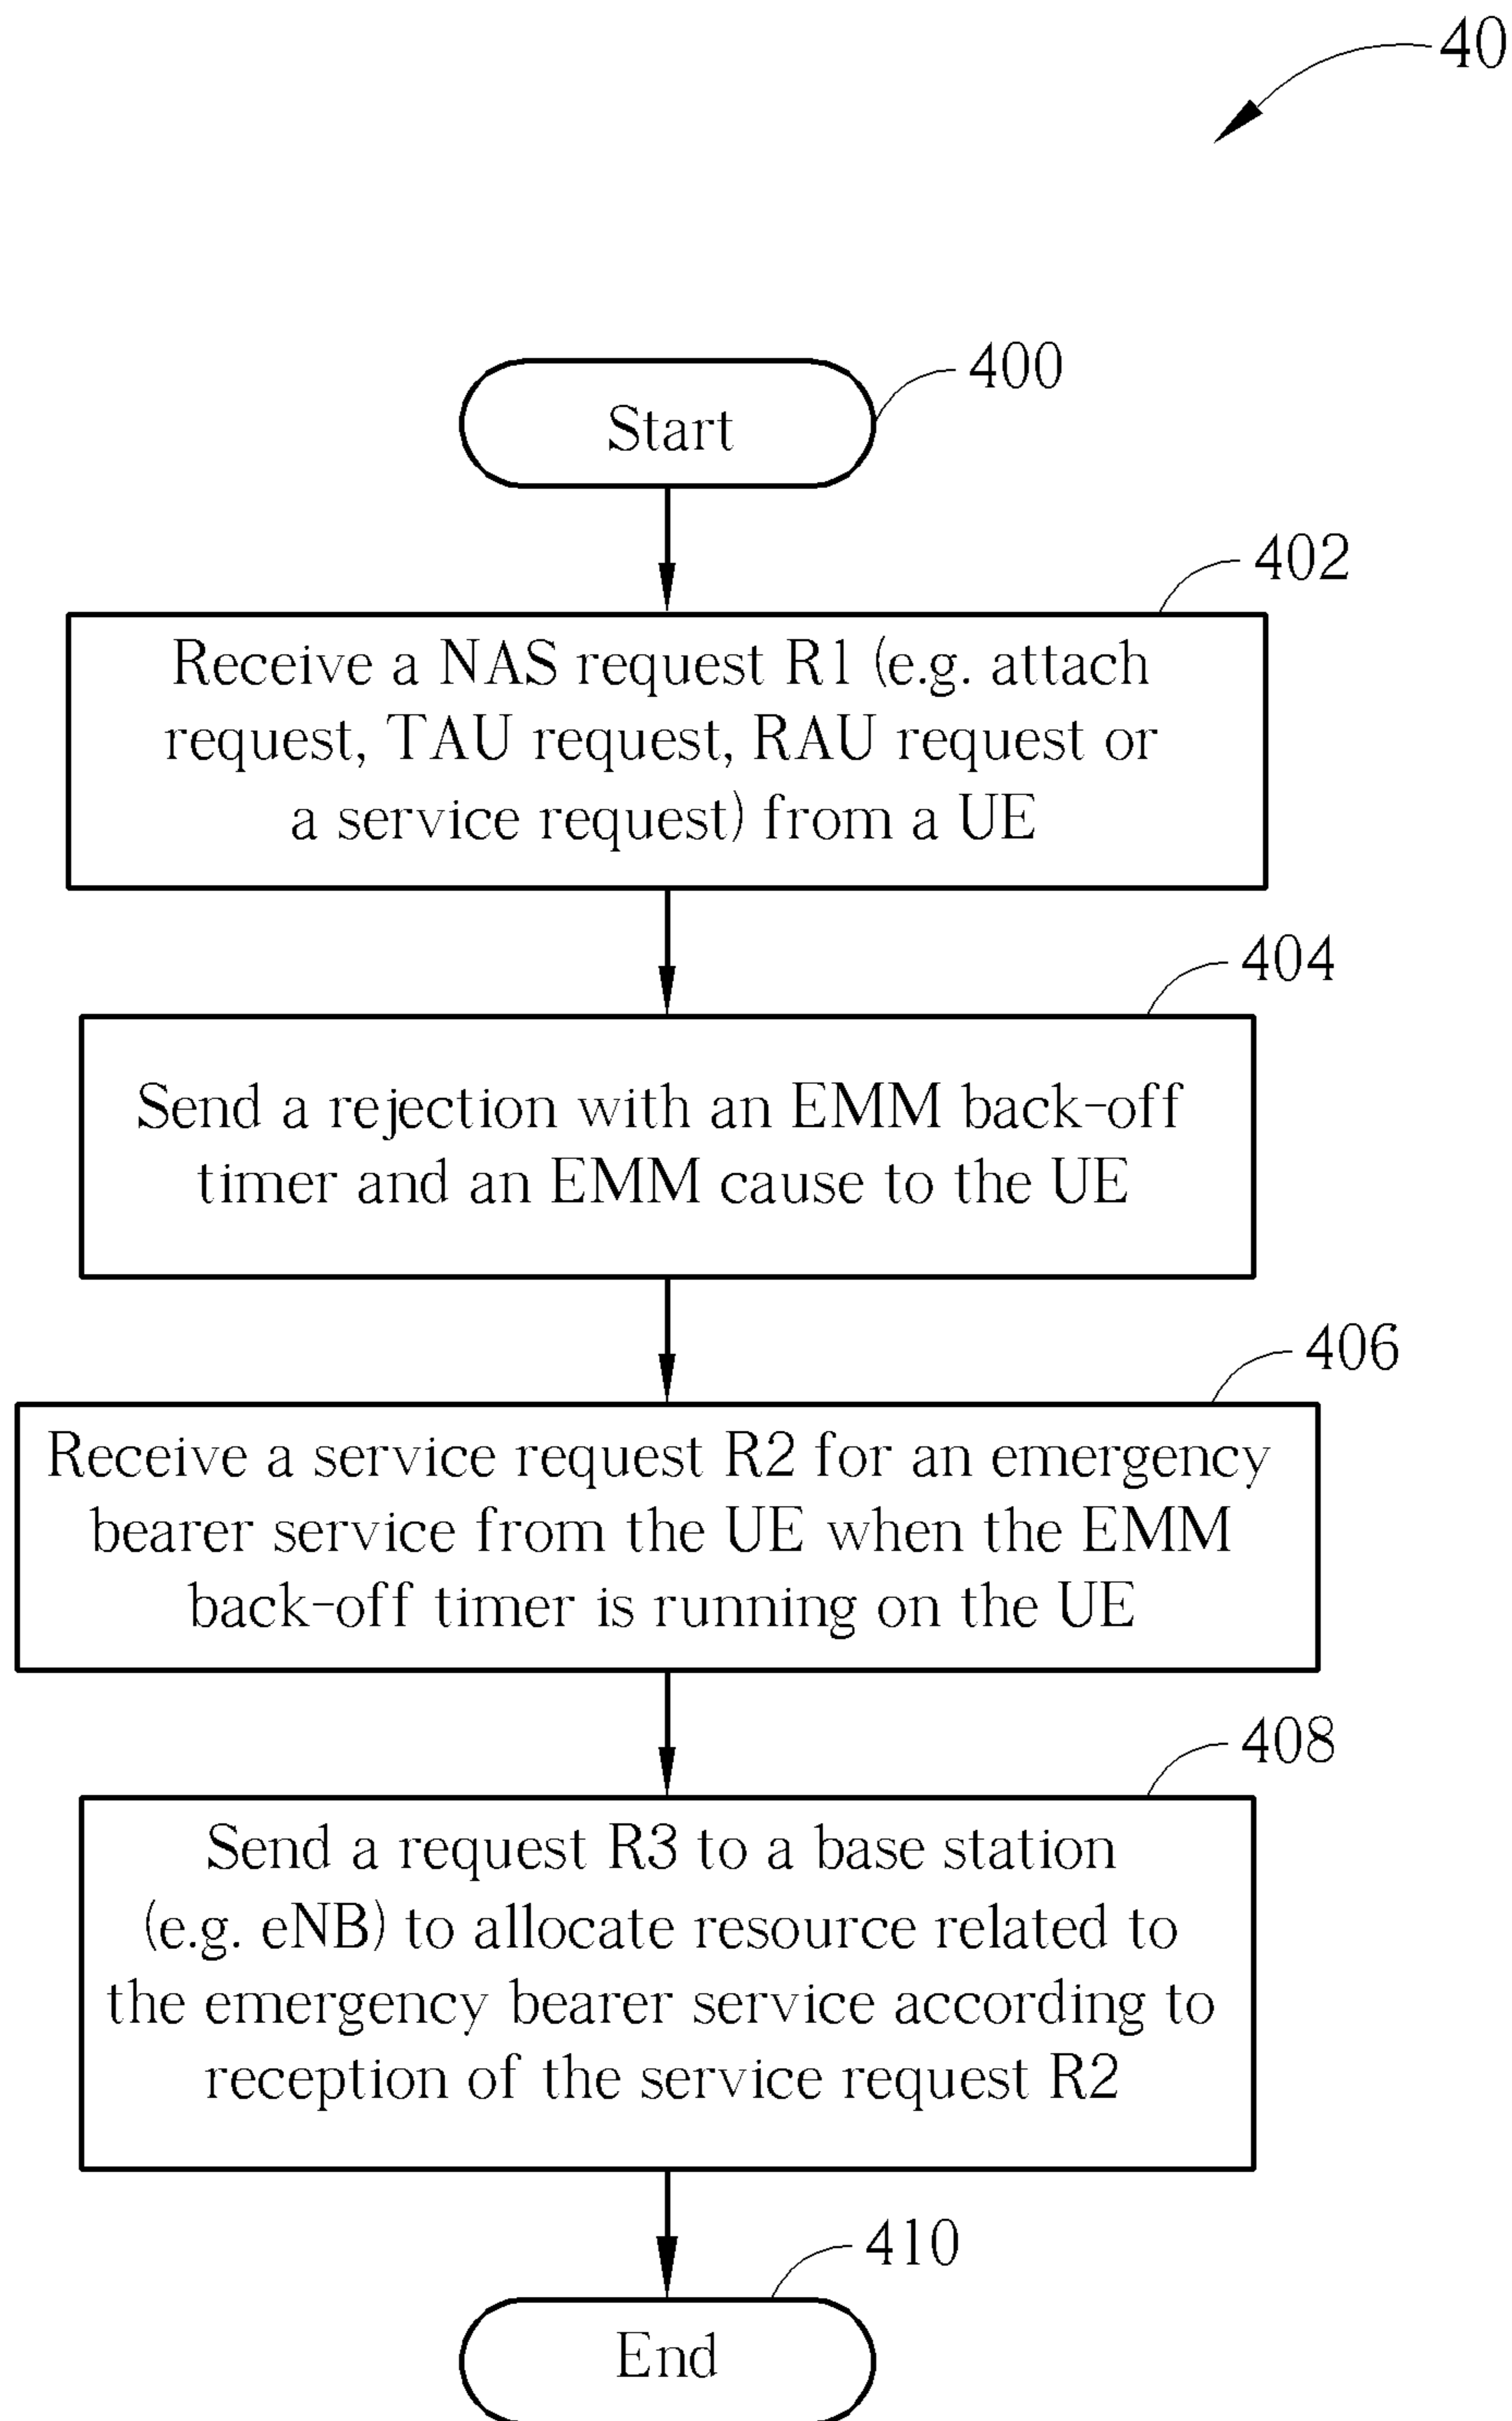 40
400
Start
402
Receive a NAS request R1 (e.g. attach
request, TAU request, RAU request or
a service request) from a UE
404
Send a rejection with an EMM back-off
timer and an EMM cause to the UE
406
Receive a service request R2 for an emergency
bearer service from the UE when the EMM
back-off timer is running on the UE
408
Send a request R3 to a base station
(e.g. eNB) to allocate resource related to
the emergency bearer service according to
reception of the service request R2
410
End